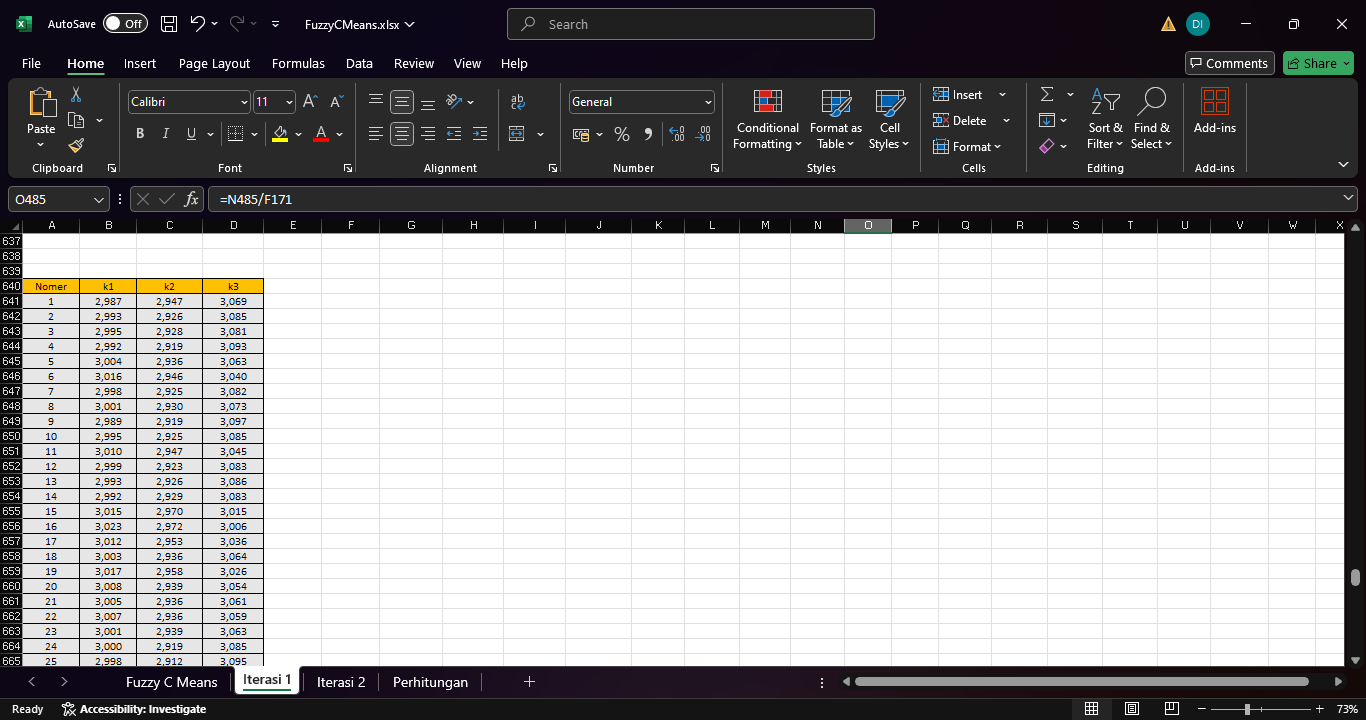 AutoSave Off FuzzyCMeans.xlsx Search DI
File Home Insert Page Layout Formulas Data Review View Help Comments Share
Paste Calibri 11 A A General Conditional Formatting Format as Table Cell Styles Insert Delete Format Sort & Filter Find & Select Add-ins
B I U A % ab
Clipboard Font Alignment Number Styles Cells Editing Add-ins
O485 fx =N485/F171
A B C D E F G H I J K L M N O P Q R S T U V W X
637
638
639
640 Nomer k1 k2 k3
641 1 2,987 2,947 3,069
642 2 2,993 2,926 3,085
643 3 2,995 2,928 3,081
644 4 2,992 2,919 3,093
645 5 3,004 2,936 3,063
646 6 3,016 2,946 3,040
647 7 2,998 2,925 3,082
648 8 3,001 2,930 3,073
649 9 2,989 2,919 3,097
650 10 2,995 2,925 3,085
651 11 3,010 2,947 3,045
652 12 2,999 2,923 3,083
653 13 2,993 2,926 3,086
654 14 2,992 2,929 3,083
655 15 3,015 2,970 3,015
656 16 3,023 2,972 3,006
657 17 3,012 2,953 3,036
658 18 3,003 2,936 3,064
659 19 3,017 2,958 3,026
660 20 3,008 2,939 3,054
661 21 3,005 2,936 3,061
662 22 3,007 2,936 3,059
663 23 3,001 2,939 3,063
664 24 3,000 2,919 3,085
665 25 2,998 2,912 3,095
Fuzzy C Means Iterasi 1 Iterasi 2 Perhitungan
Ready Accessibility: Investigate 73%